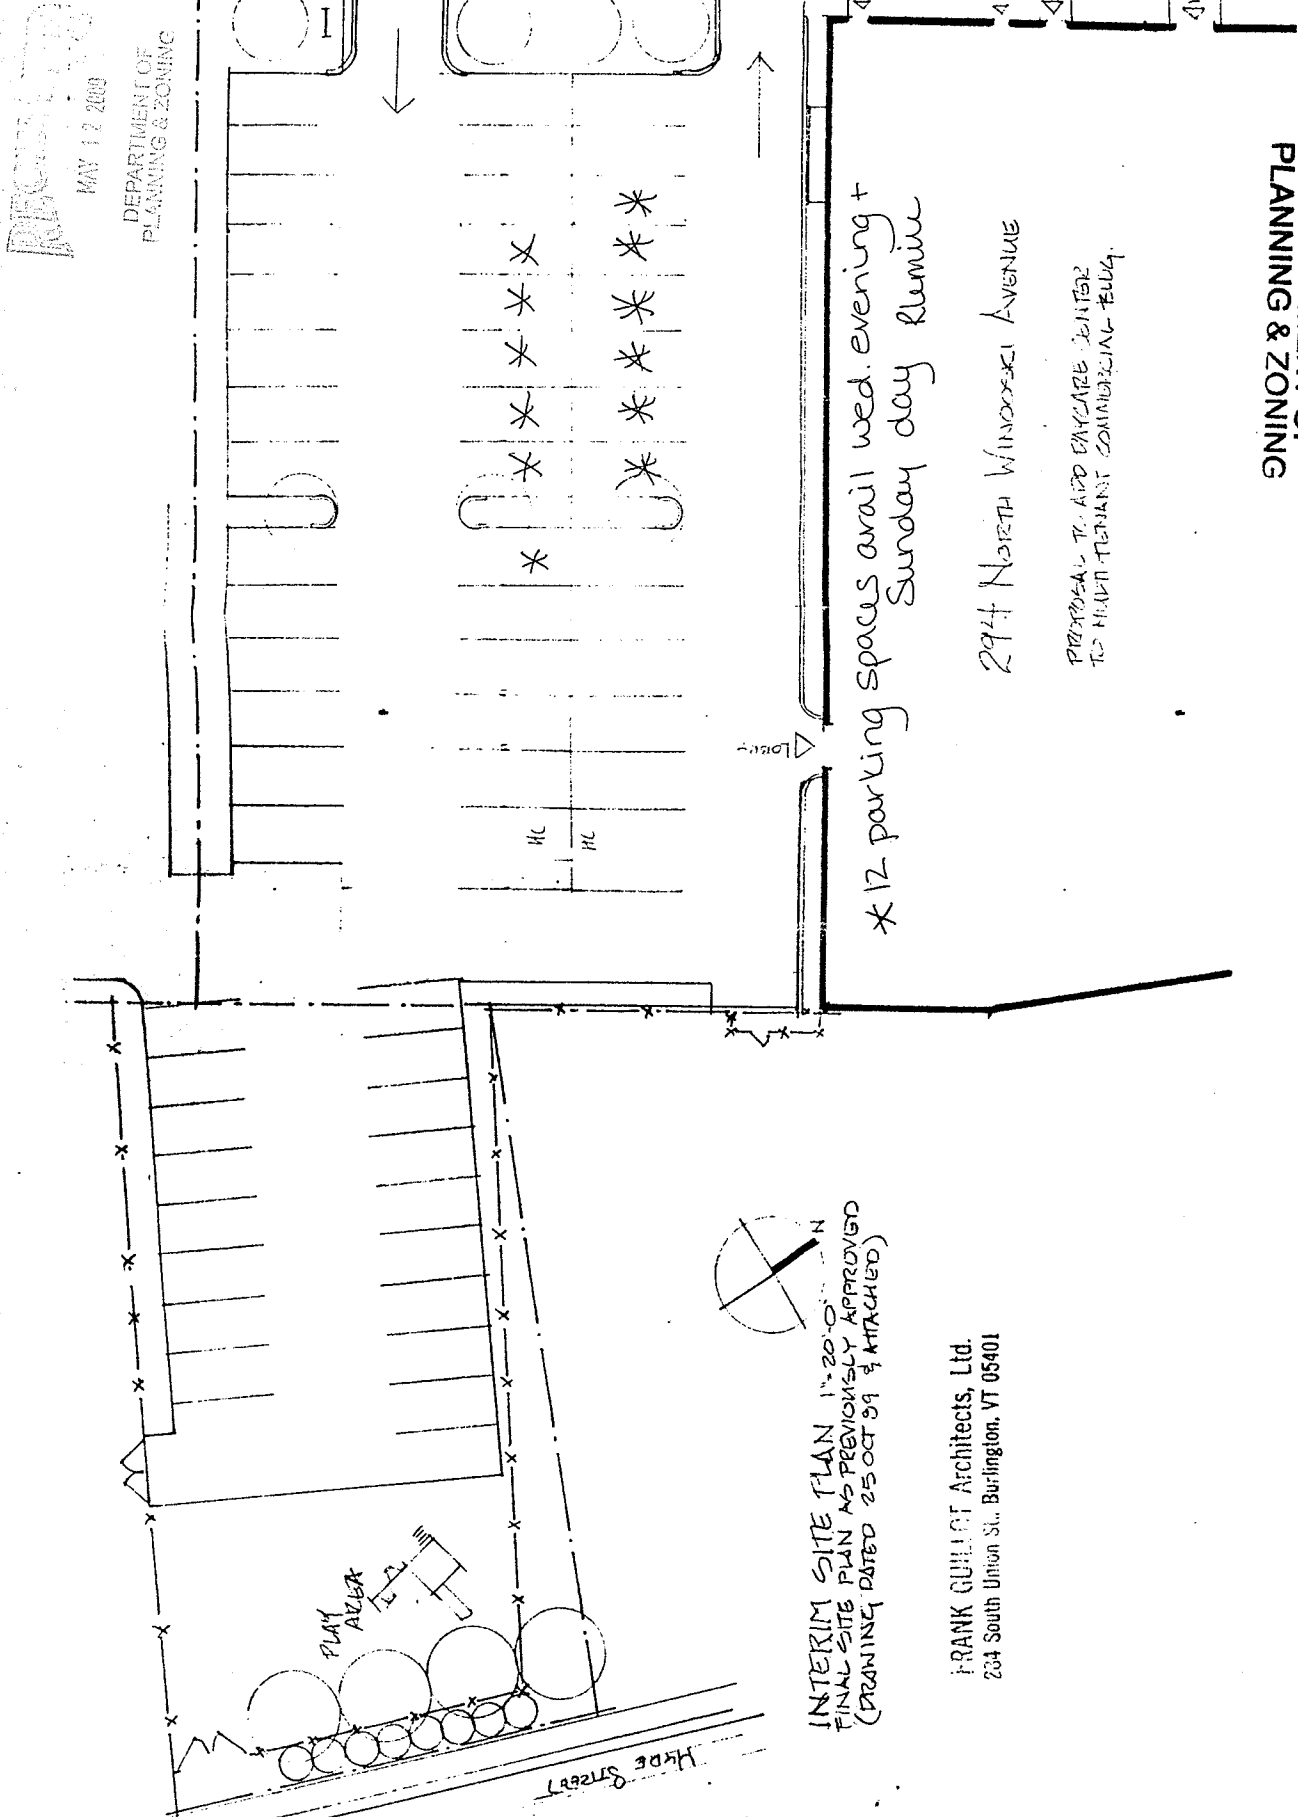 MAY 12 2009
DEPARTMENT OF
PLANNING & ZONING
PLANNING & ZONING
*12 parking spaces avail wed. evening +
Sunday day
294 NORTH WINOOSKI AVENUE
PROPOSAL TO ADD DAYCARE CENTER
TO MULTI-TENANT COMMERCIAL BLDG.
LOBBY
HC
HC
N
INTERIM SITE PLAN 1"=20'-0"
FINAL SITE PLAN AS PREVIOUSLY APPROVED
(DRAWING DATED 25 OCT 99 & ATTACHED)
FRANK GUILLOT Architects, Ltd.
284 South Union St. Burlington, VT 05401
PLAY
AREA
HYDE STREET